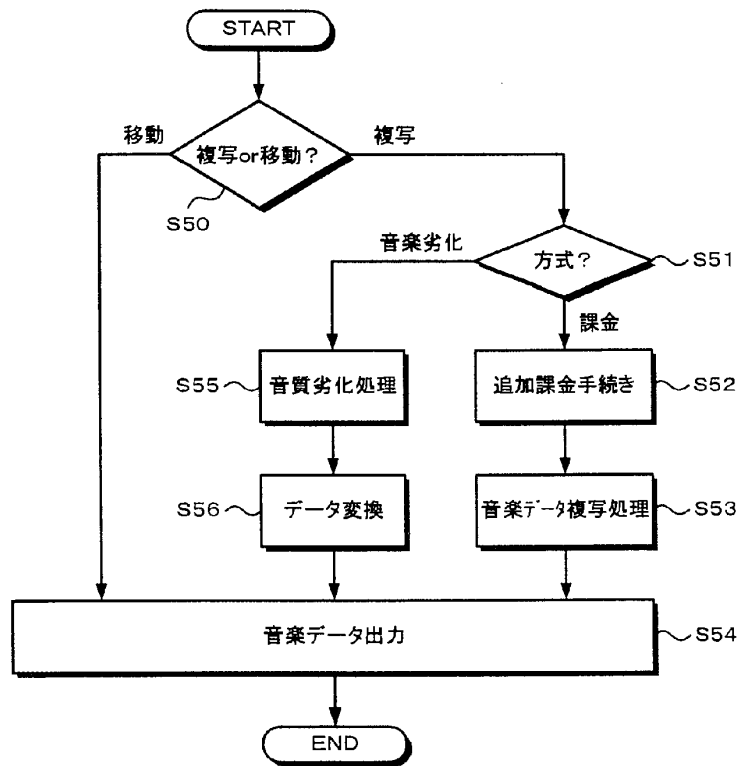 START
移動
複写
複写or移動？
S50
音楽劣化
方式？
S51
課金
S55
音質劣化処理
追加課金手続き
S52
S56
データ変換
音楽データ複写処理
S53
音楽データ出力
S54
END